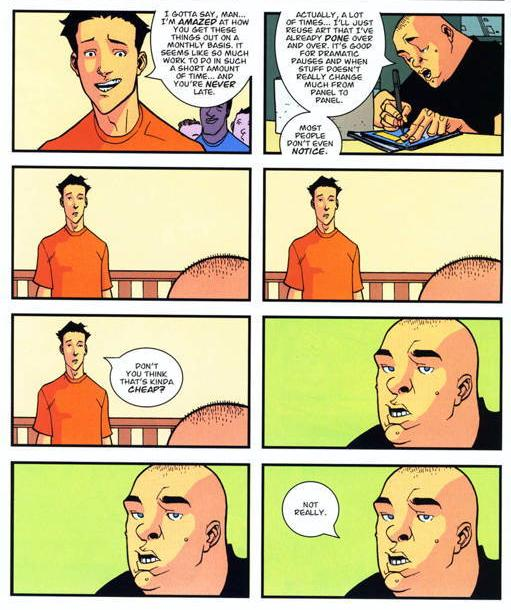 I GOTTA SAY, MAN...
I'M AMAZED AT HOW
YOU GET THESE
THINGS OUT ON A
MONTHLY BASIS. IT
SEEMS LIKE SO MUCH
WORK TO DO IN SUCH
A SHORT AMOUNT
OF TIME... AND
YOU'RE NEVER
LATE.
ACTUALLY, A LOT
OF TIMES... I'LL JUST
REUSE ART THAT I'VE
ALREADY DONE OVER
AND OVER. IT'S GOOD
FOR DRAMATIC
PAUSES AND WHEN
STUFF DOESN'T
REALLY CHANGE
MUCH FROM
PANEL TO
PANEL.
MOST
PEOPLE
DON'T EVEN
NOTICE.
DON'T
YOU THINK
THAT'S KINDA
CHEAP?
NOT
REALLY.